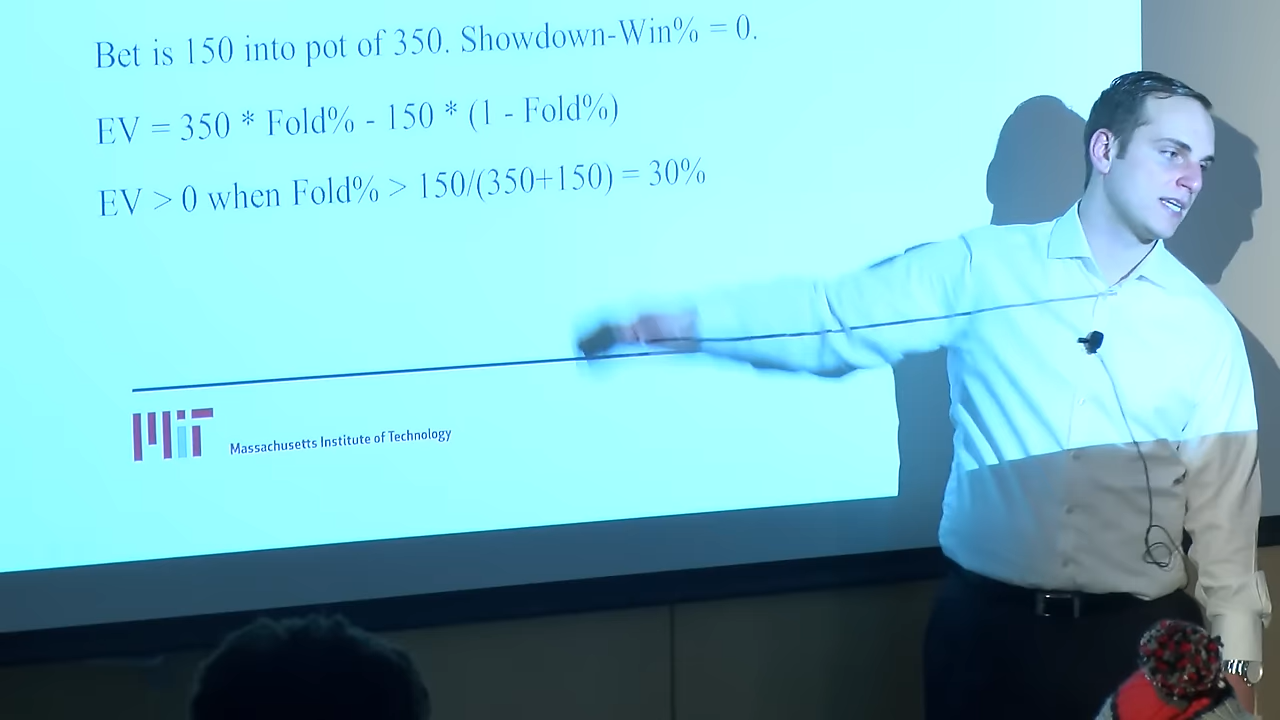 Bet is 150 into pot of 350. Showdown-Win% = 0.
EV = 350 * Fold% - 150 * (1 - Fold%)
EV > 0 when Fold% > 150/(350+150) = 30%
MIT
Massachusetts Institute of Technology